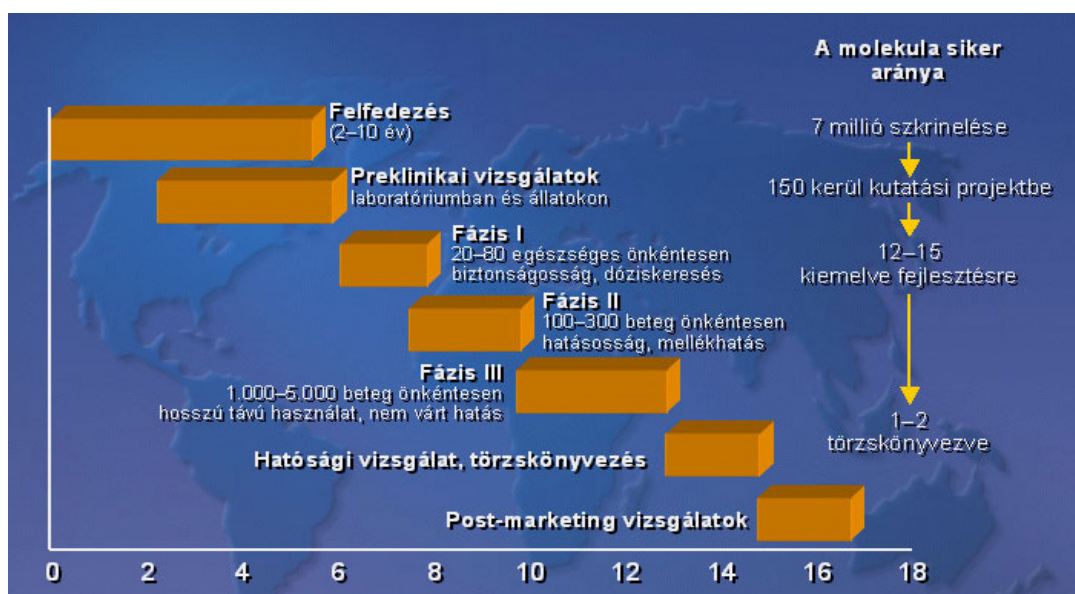 A molekula siker
aránya
Felfedezés
(2–10 év)
7 millió szkrinelése
Preklinikai vizsgálatok
laboratóriumban és állatokon
150 kerül kutatási projektbe
Fázis I
20–80 egészséges önkéntesen
biztonságosság, dóziskeresés
12–15
kiemelve fejlesztésre
Fázis II
100–300 beteg önkéntesen
hatásosság, mellékhatás
Fázis III
1.000–5.000 beteg önkéntesen
hosszú távú használat, nem várt hatás
1–2
törzskönyvezve
Hatósági vizsgálat, törzskönyvezés
Post-marketing vizsgálatok
0 2 4 6 8 10 12 14 16 18